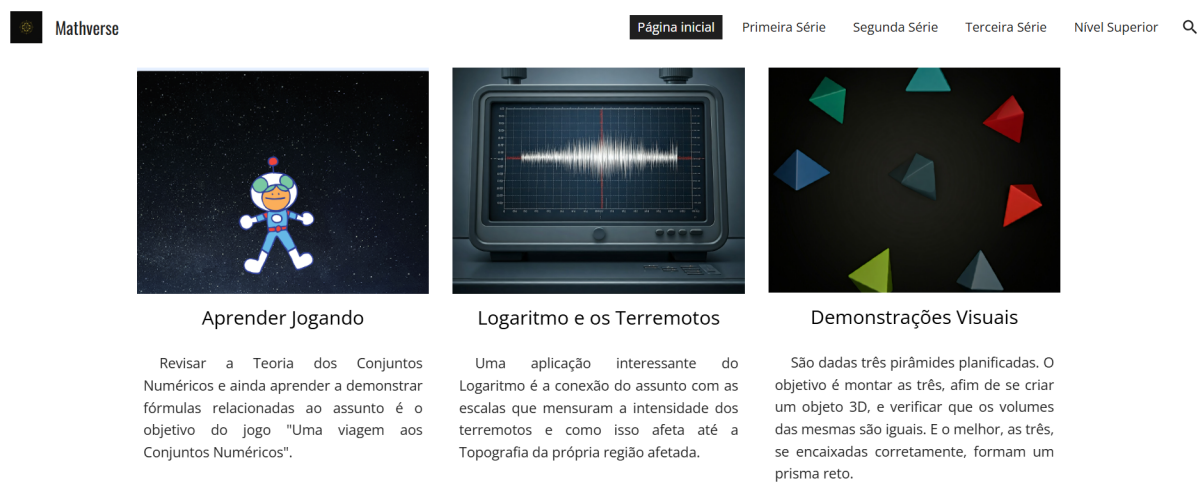 Mathverse
Página inicial
Primeira Série
Segunda Série
Terceira Série
Nível Superior
Aprender Jogando
Revisar a Teoria dos Conjuntos
Numéricos e ainda aprender a demonstrar
fórmulas relacionadas ao assunto é o
objetivo do jogo "Uma viagem aos
Conjuntos Numéricos".
Logaritmo e os Terremotos
Uma aplicação interessante do
Logaritmo é a conexão do assunto com as
escalas que mensuram a intensidade dos
terremotos e como isso afeta até a
Topografia da própria região afetada.
Demonstrações Visuais
São dadas três pirâmides planificadas. O
objetivo é montar as três, afim de se criar
um objeto 3D, e verificar que os volumes
das mesmas são iguais. E o melhor, as três,
se encaixadas corretamente, formam um
prisma reto.